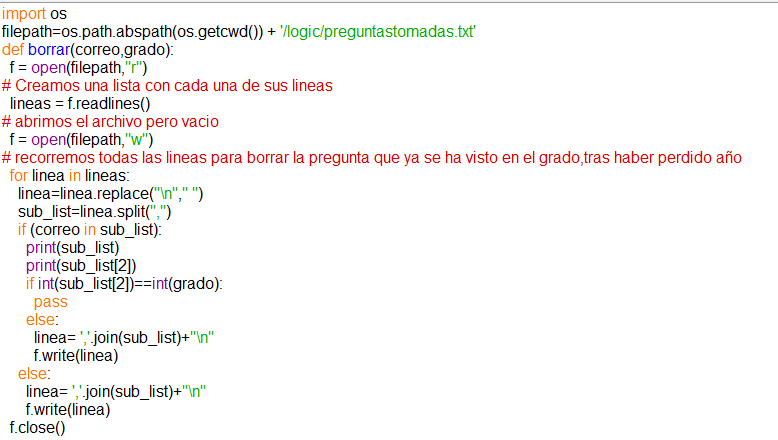 import os
filepath=os.path.abspath(os.getcwd()) + '/logic/preguntastomadas.txt'
def borrar(correo,grado):
  f = open(filepath,"r")
# Creamos una lista con cada una de sus lineas
  lineas = f.readlines()
# abrimos el archivo pero vacio
  f = open(filepath,"w")
# recorremos todas las lineas para borrar la pregunta que ya se ha visto en el grado,tras haber perdido año
  for linea in lineas:
    linea=linea.replace("\n"," ")
    sub_list=linea.split(",")
    if (correo in sub_list):
      print(sub_list)
      print(sub_list[2])
      if int(sub_list[2])==int(grado):
        pass
      else:
        linea= ','.join(sub_list)+"\n"
        f.write(linea)
    else:
      linea= ','.join(sub_list)+"\n"
      f.write(linea)
  f.close()